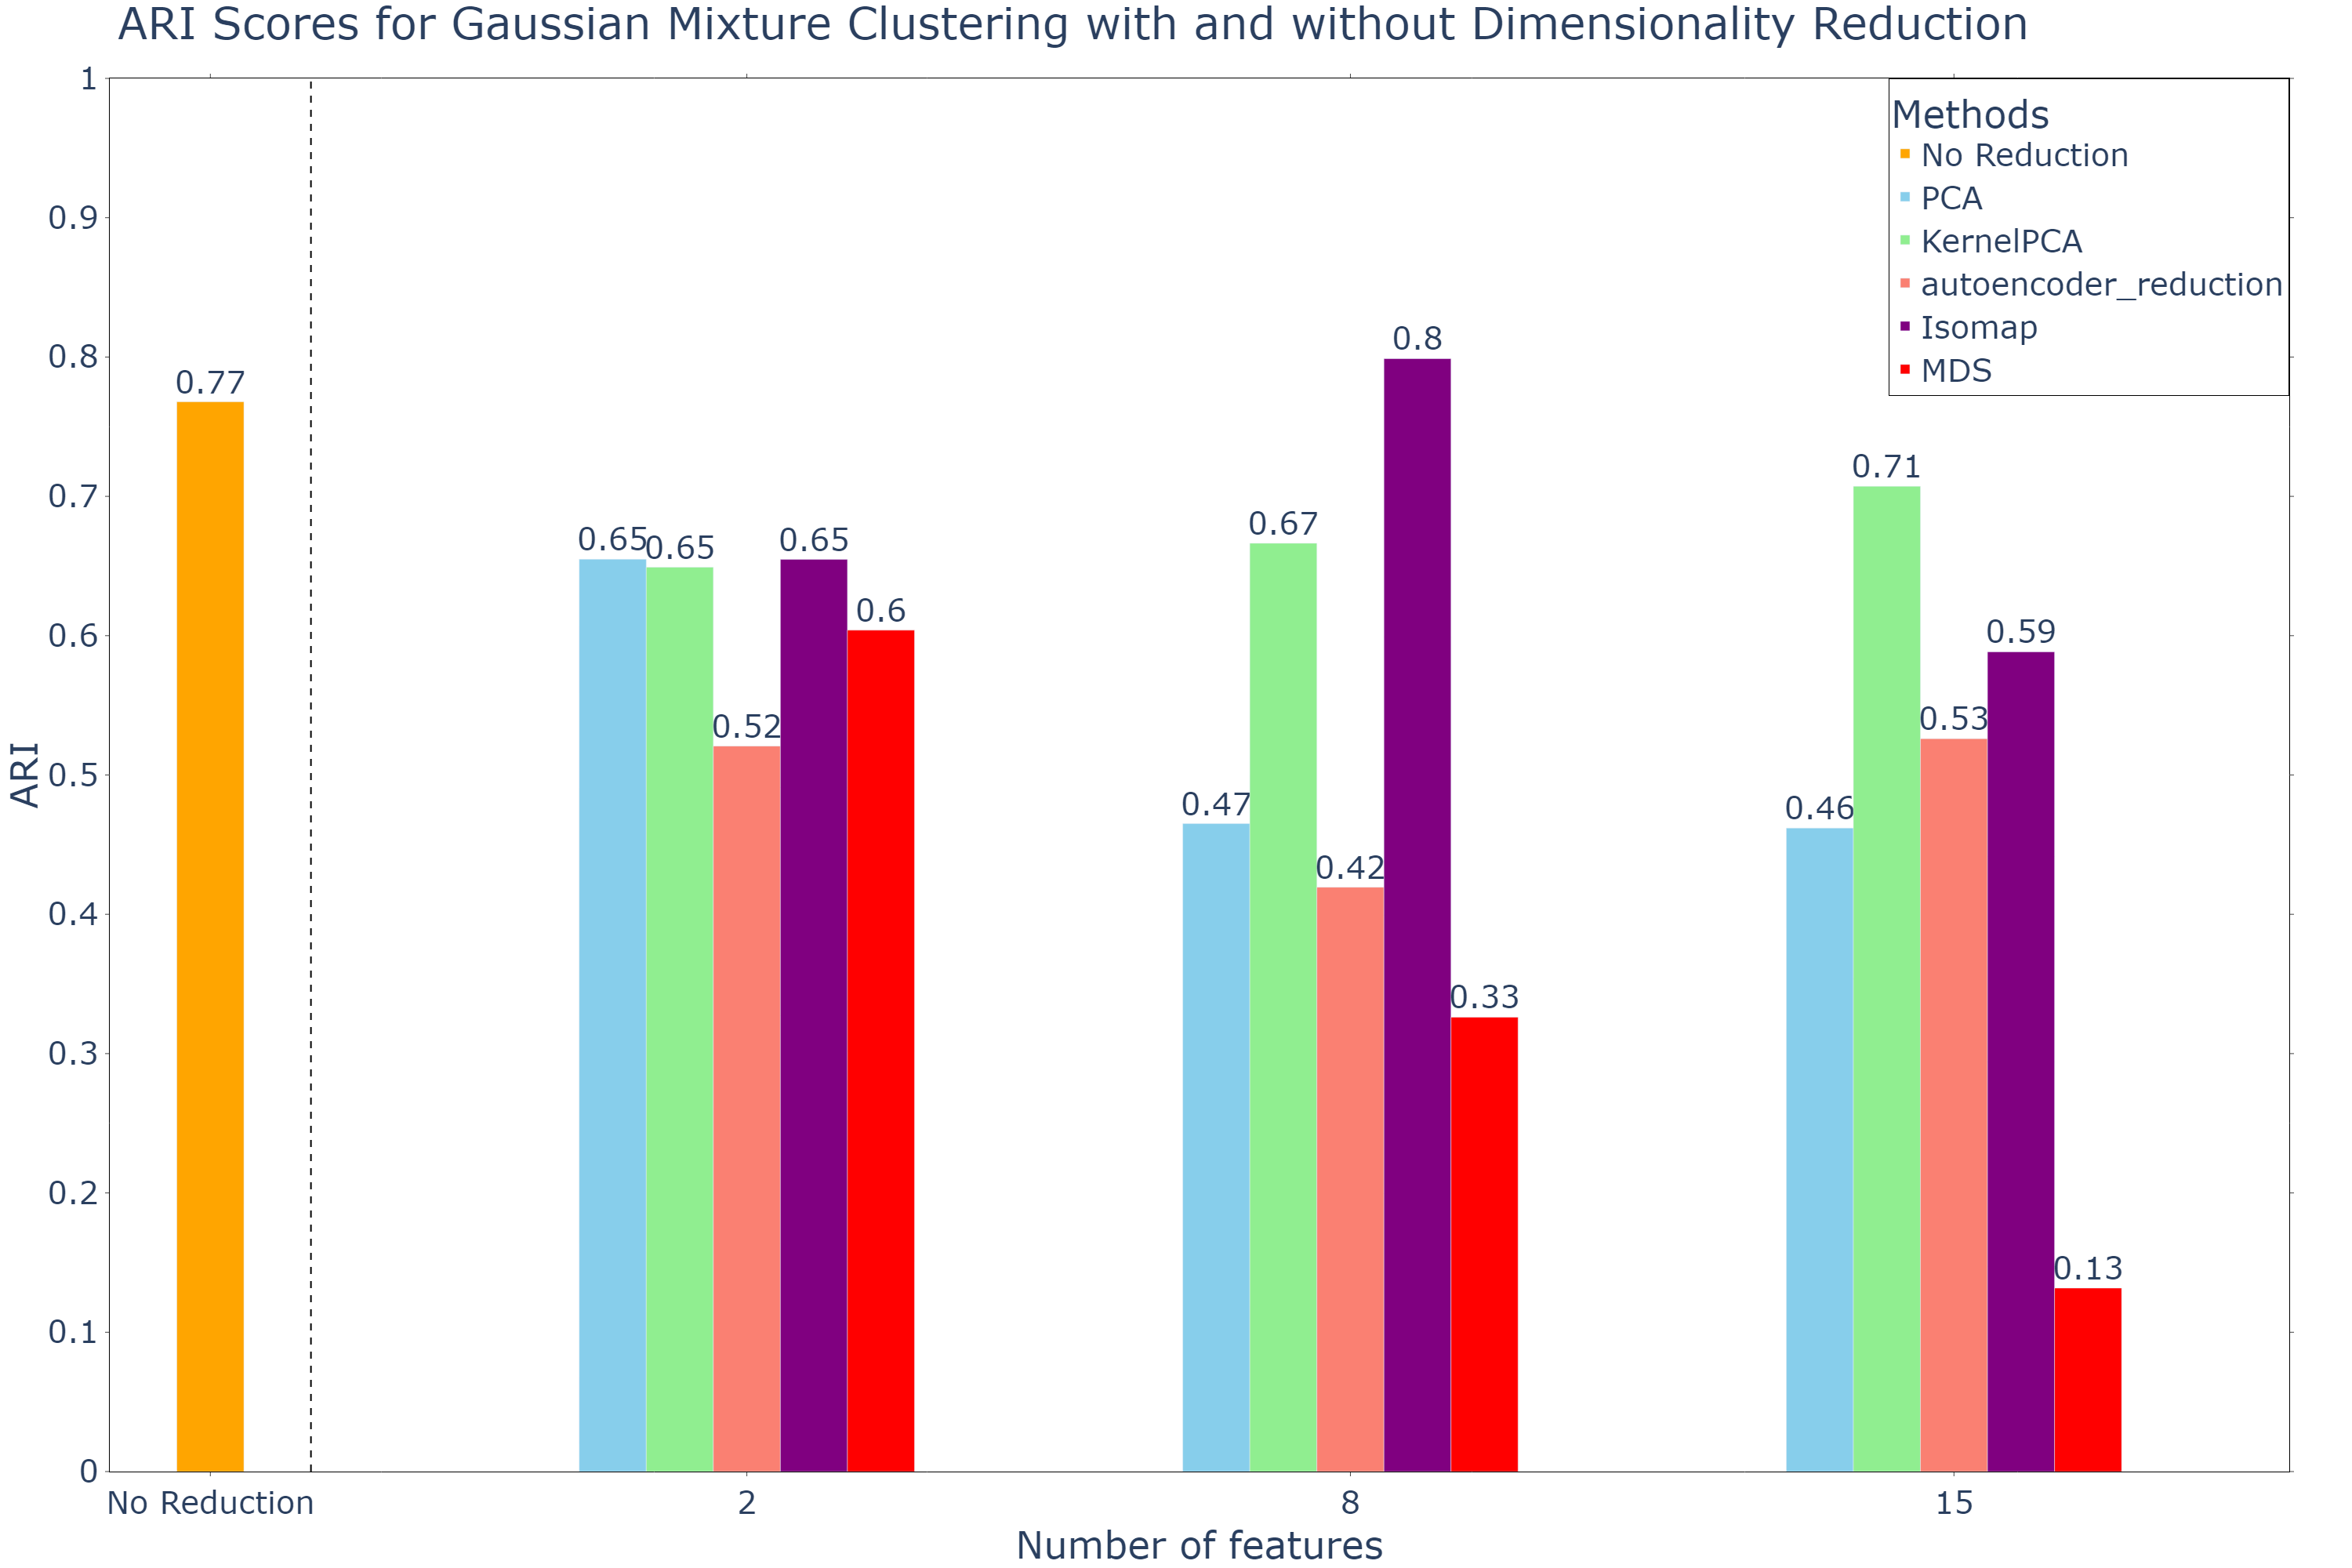 ARI Scores for Gaussian Mixture Clustering with and without Dimensionality Reduction
Methods
No Reduction
PCA
KernelPCA
autoencoder_reduction
Isomap
MDS
ARI
1
0.9
0.8
0.7
0.6
0.5
0.4
0.3
0.2
0.1
0
0.77
0.65
0.65
0.52
0.65
0.6
0.47
0.67
0.42
0.8
0.33
0.46
0.71
0.53
0.59
0.13
No Reduction
2
8
15
Number of features